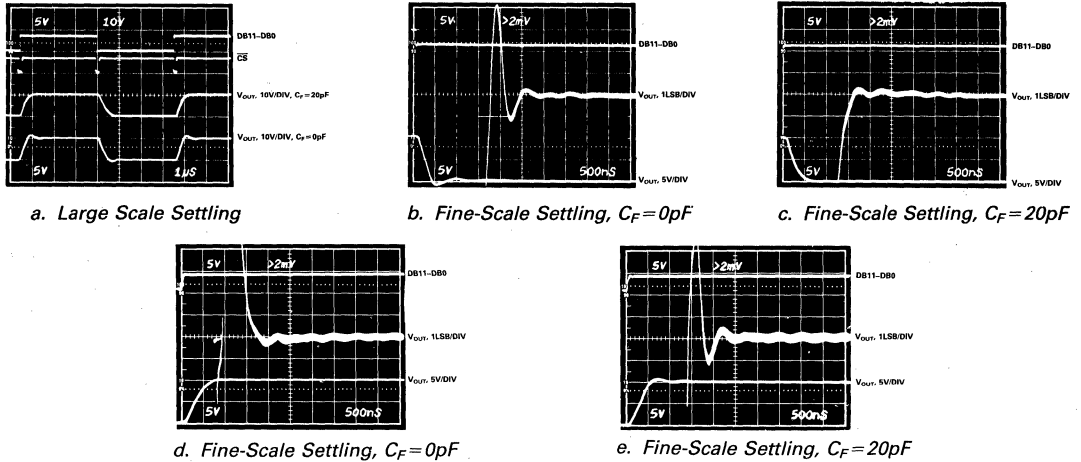 5V 10V
DB11–DB0
CS
VOUT, 10V/DIV, CF=20pF
VOUT, 10V/DIV, CF=0pF
5V 1µS
a. Large Scale Settling
5V >2mV
DB11–DB0
VOUT, 1LSB/DIV
VOUT, 5V/DIV
5V 500nS
b. Fine-Scale Settling, CF=0pF
5V >2mV
DB11–DB0
VOUT, 1LSB/DIV
VOUT, 5V/DIV
5V 500nS
c. Fine-Scale Settling, CF=20pF
5V >2mV
DB11–DB0
VOUT, 1LSB/DIV
VOUT, 5V/DIV
5V 500nS
d. Fine-Scale Settling, CF=0pF
5V >2mV
DB11–DB0
VOUT, 1LSB/DIV
VOUT, 5V/DIV
5V 500nS
e. Fine-Scale Settling, CF=20pF